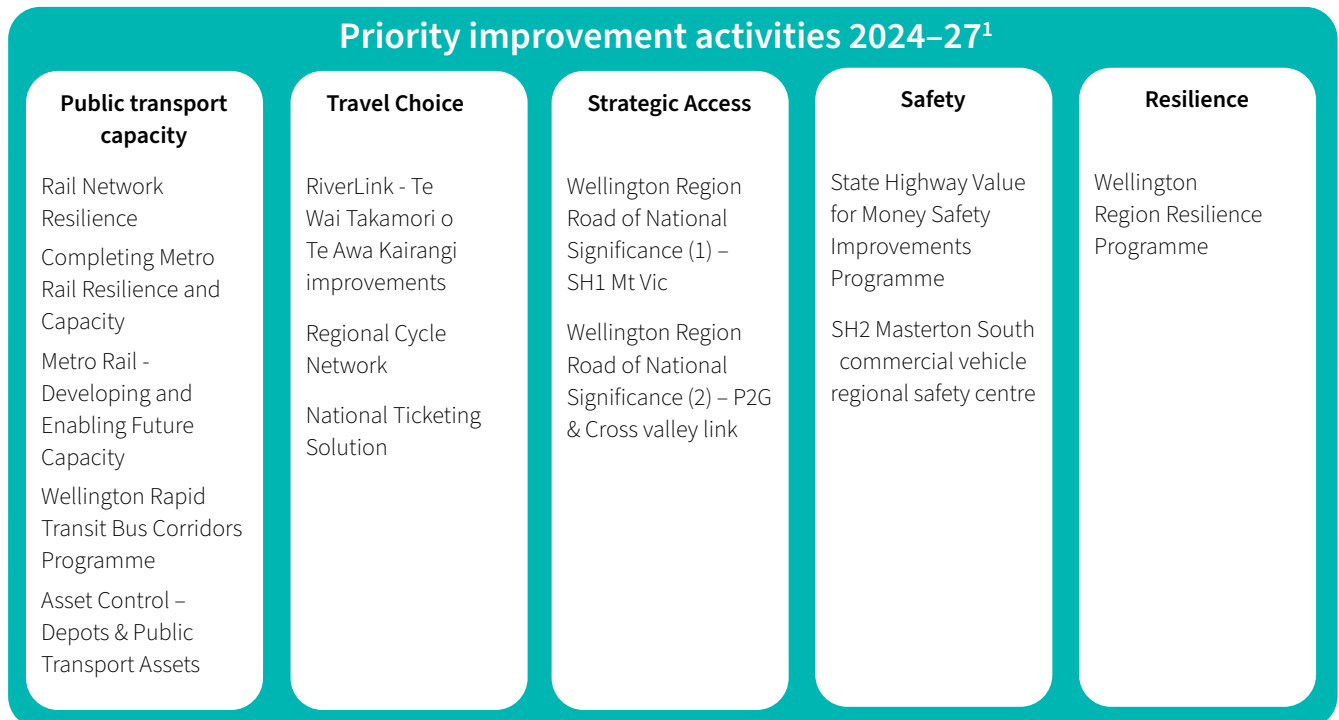 Priority improvement activities 2024–27¹
Public transport
capacity
Rail Network
Resilience
Completing Metro
Rail Resilience and
Capacity
Metro Rail -
Developing and
Enabling Future
Capacity
Wellington Rapid
Transit Bus Corridors
Programme
Asset Control –
Depots & Public
Transport Assets
Travel Choice
RiverLink - Te
Wai Takamori o
Te Awa Kairangi
improvements
Regional Cycle
Network
National Ticketing
Solution
Strategic Access
Wellington Region
Road of National
Significance (1) –
SH1 Mt Vic
Wellington Region
Road of National
Significance (2) – P2G
& Cross valley link
Safety
State Highway Value
for Money Safety
Improvements
Programme
SH2 Masterton South
commercial vehicle
regional safety centre
Resilience
Wellington
Region Resilience
Programme